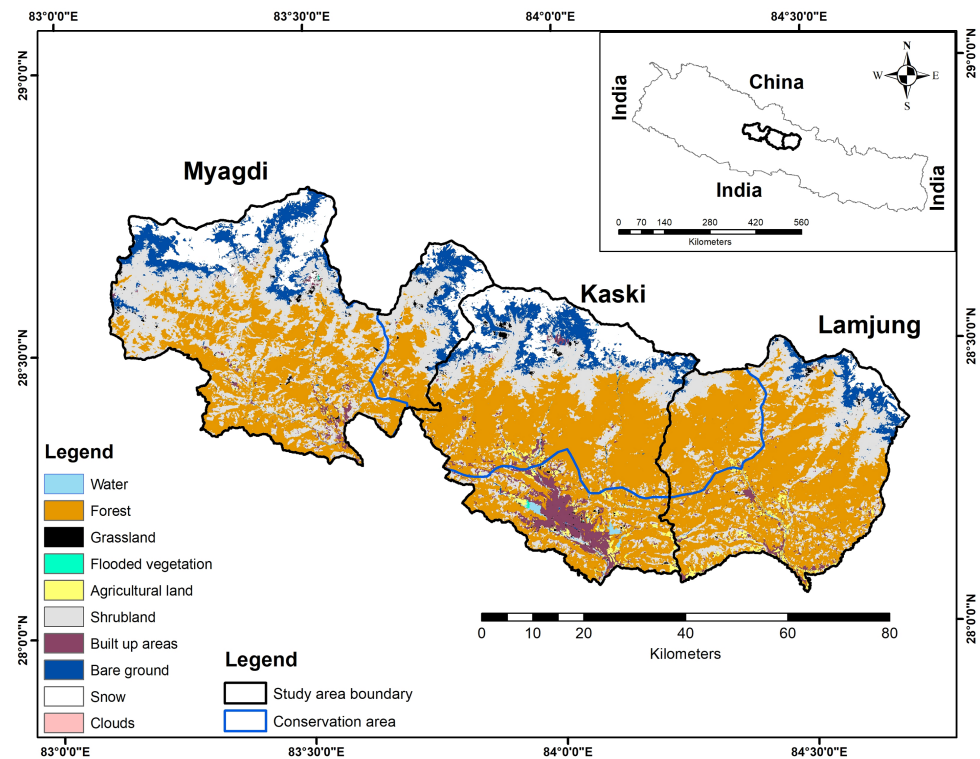 83°0'0"E 83°30'0"E 84°0'0"E 84°30'0"E
29°0'0"N
29°0'0"N
28°30'0"N
28°30'0"N
28°0'0"N
28°0'0"N
83°0'0"E 83°30'0"E 84°0'0"E 84°30'0"E
N
W E
S
China
India
India
India
0 70 140 280 420 560
Kilometers
Myagdi
Kaski
Lamjung
Legend
Water
Forest
Grassland
Flooded vegetation
Agricultural land
Shrubland
Built up areas
Bare ground
Snow
Clouds
Legend
Study area boundary
Conservation area
0 10 20 40 60 80
Kilometers